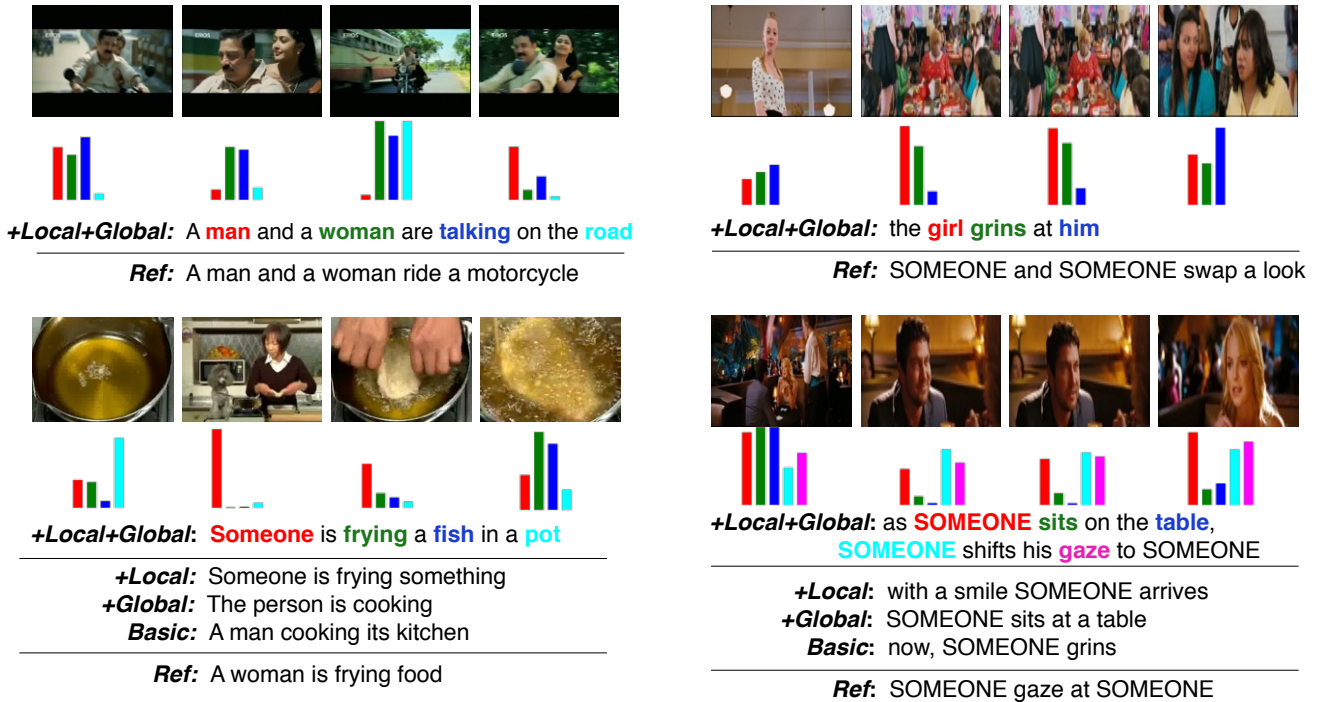 EROS
EROS
EROS
EROS
+Local+Global: A man and a woman are talking on the road
Ref: A man and a woman ride a motorcycle
+Local+Global: the girl grins at him
Ref: SOMEONE and SOMEONE swap a look
+Local+Global: Someone is frying a fish in a pot
+Local: Someone is frying something
+Global: The person is cooking
Basic: A man cooking its kitchen
Ref: A woman is frying food
+Local+Global: as SOMEONE sits on the table,
SOMEONE shifts his gaze to SOMEONE
+Local: with a smile SOMEONE arrives
+Global: SOMEONE sits at a table
Basic: now, SOMEONE grins
Ref: SOMEONE gaze at SOMEONE